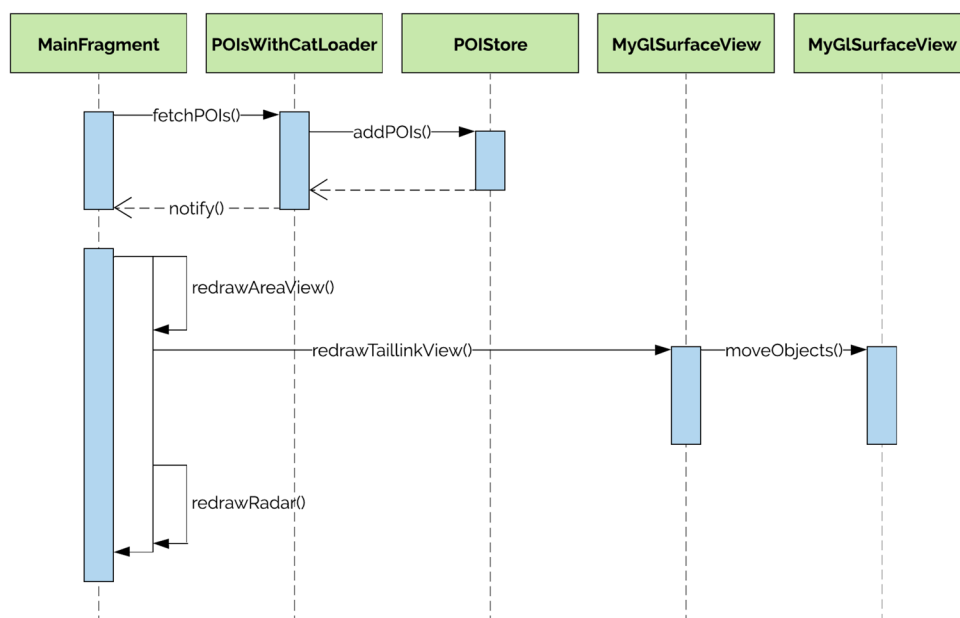 MainFragment
POIsWithCatLoader
POIStore
MyGlSurfaceView
MyGlSurfaceView
fetchPOIs()
addPOIs()
notify()
redrawAreaView()
redrawTaillinkView()
moveObjects()
redrawRadar()